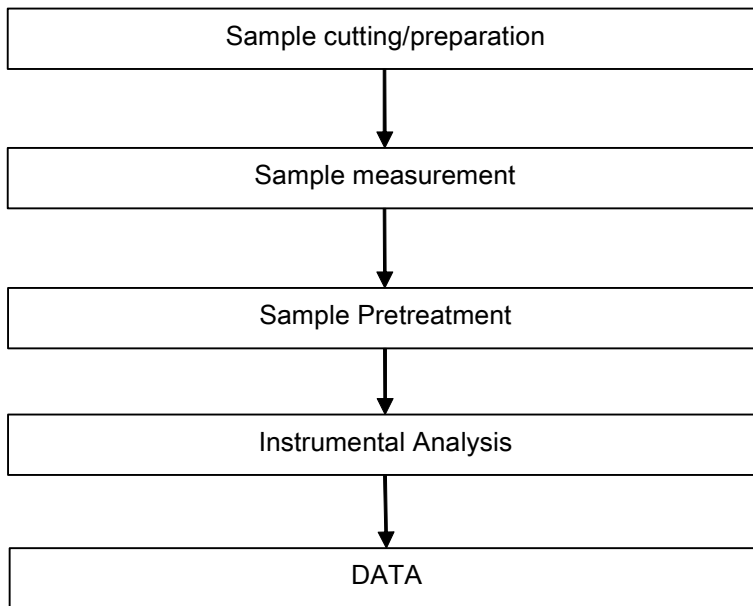 Sample cutting/preparation
Sample measurement
Sample Pretreatment
Instrumental Analysis
DATA